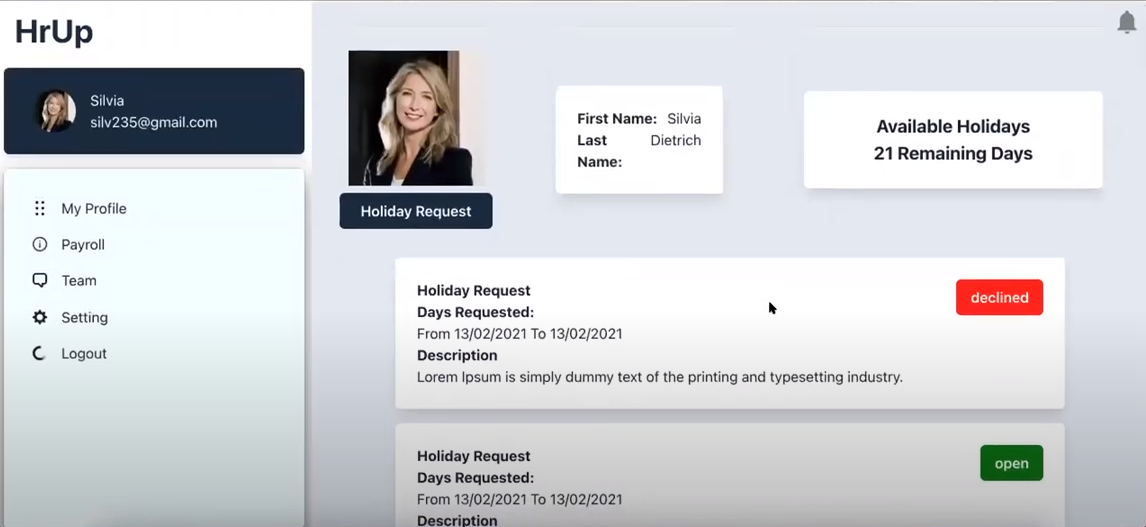 HrUp
Silvia
silv235@gmail.com
My Profile
Payroll
Team
Setting
Logout
Holiday Request
First Name: Silvia
Last Dietrich
Name:
Available Holidays
21 Remaining Days
Holiday Request
declined
Days Requested:
From 13/02/2021 To 13/02/2021
Description
Lorem Ipsum is simply dummy text of the printing and typesetting industry.
Holiday Request
open
Days Requested:
From 13/02/2021 To 13/02/2021
Description